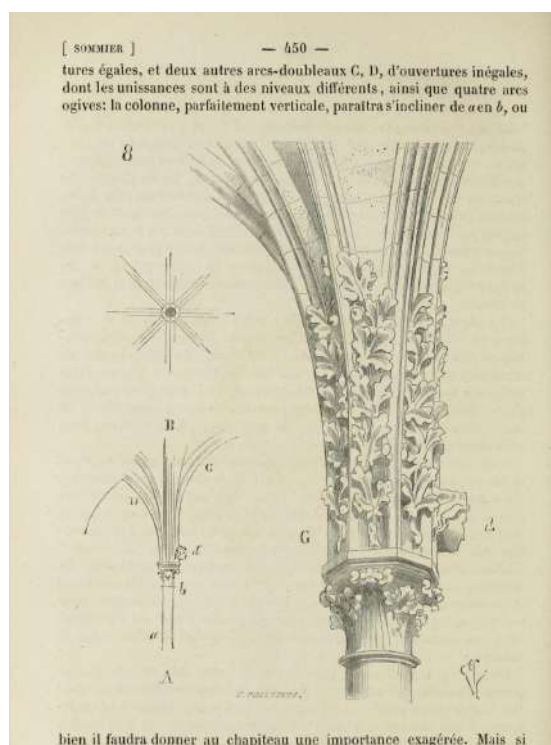 [ SOMMIER ] — 450 —
tures égales, et deux autres arcs-doubleaux C, D, d'ouvertures inégales,
dont les unissances sont à des niveaux différents, ainsi que quatre arcs
ogives: la colonne, parfaitement verticale, paraîtra s'incliner de a en b, ou
8
B
C
D
d
b
a
A
G
d
bien il faudra donner au chapiteau une importance exagérée. Mais si